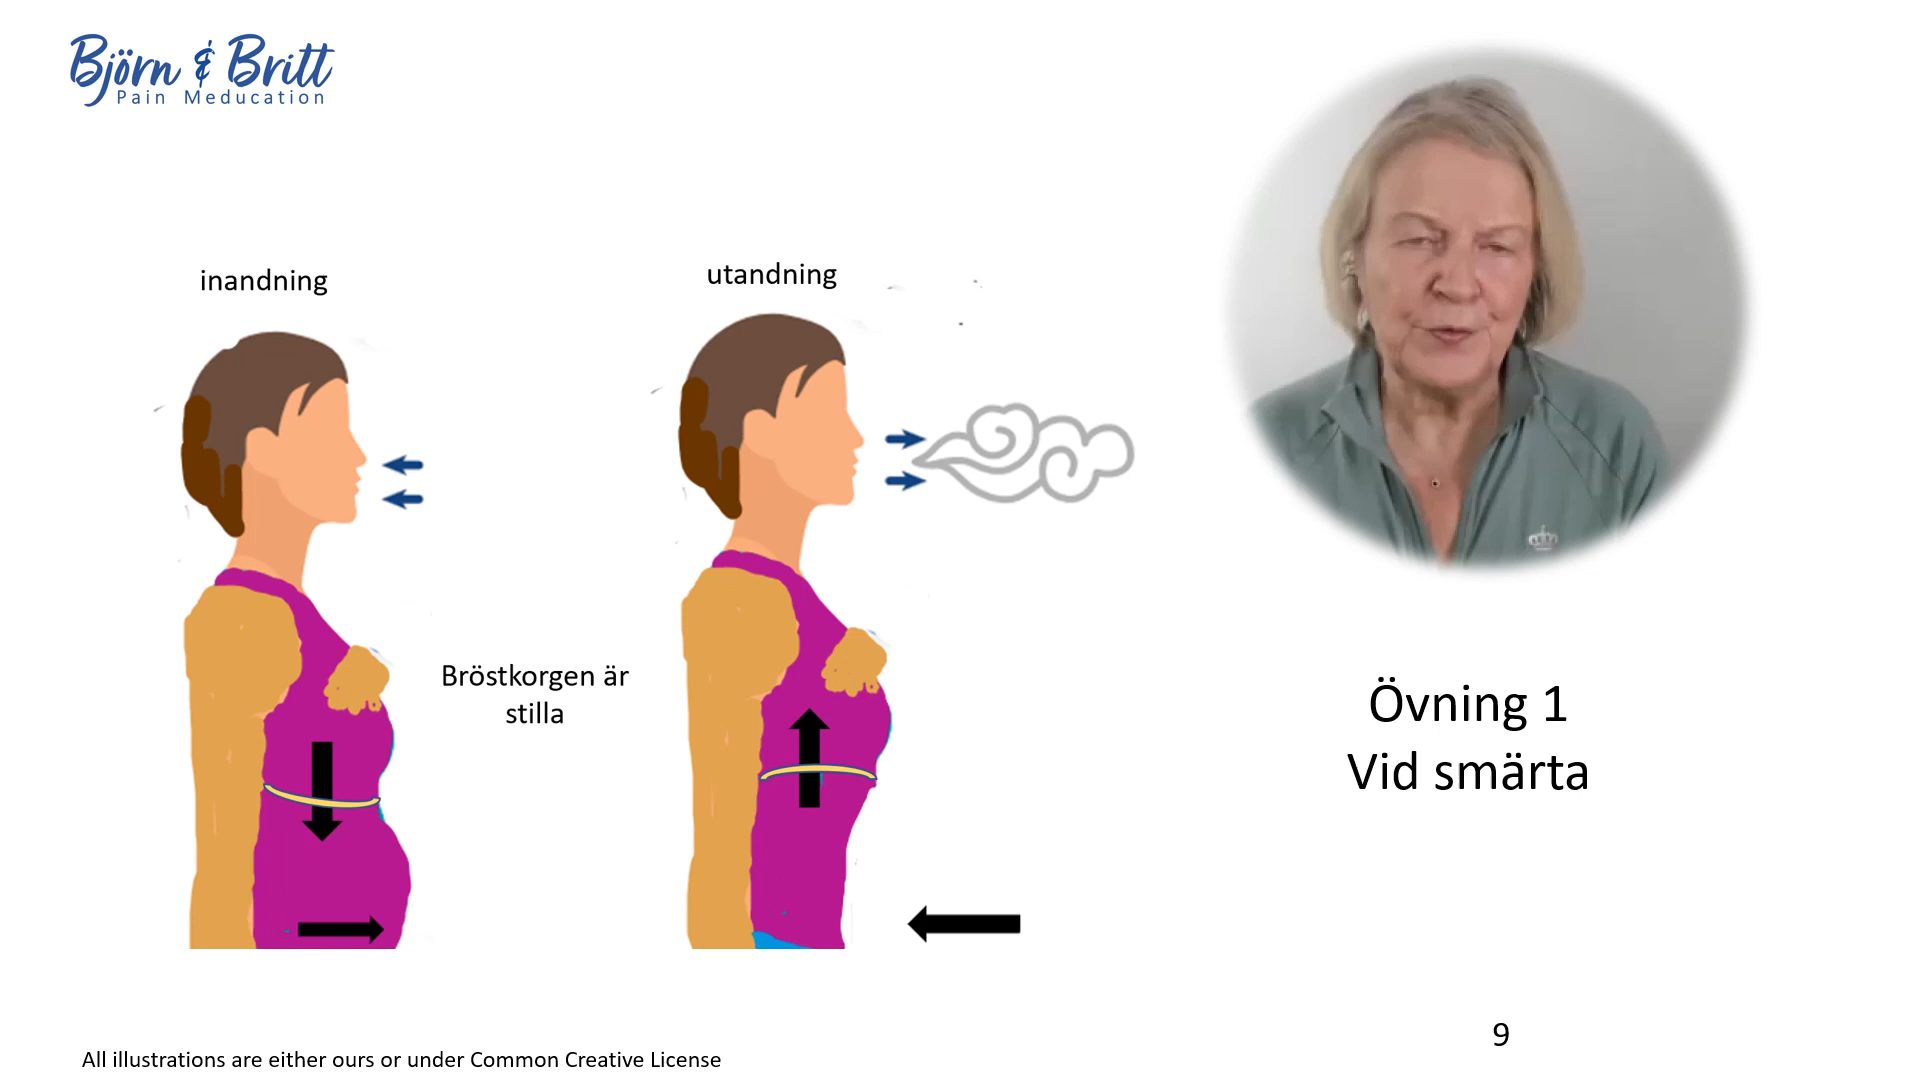 Björn & Britt
Pain Meducation
inandning
utandning
Bröstkorgen är
stilla
Övning 1
Vid smärta
9
All illustrations are either ours or under Common Creative License